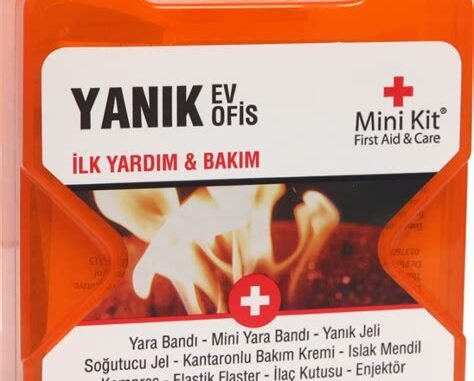 YANIK EV OFİS
Mini Kit®
First Aid & Care
İLK YARDIM & BAKIM
Yara Bandı - Mini Yara Bandı - Yanık Jeli
Soğutucu Jel - Kantaronlu Bakım Kremi - Islak Mendil
Kompres - Elastik Flaster - İlaç Kutusu - Enjektör